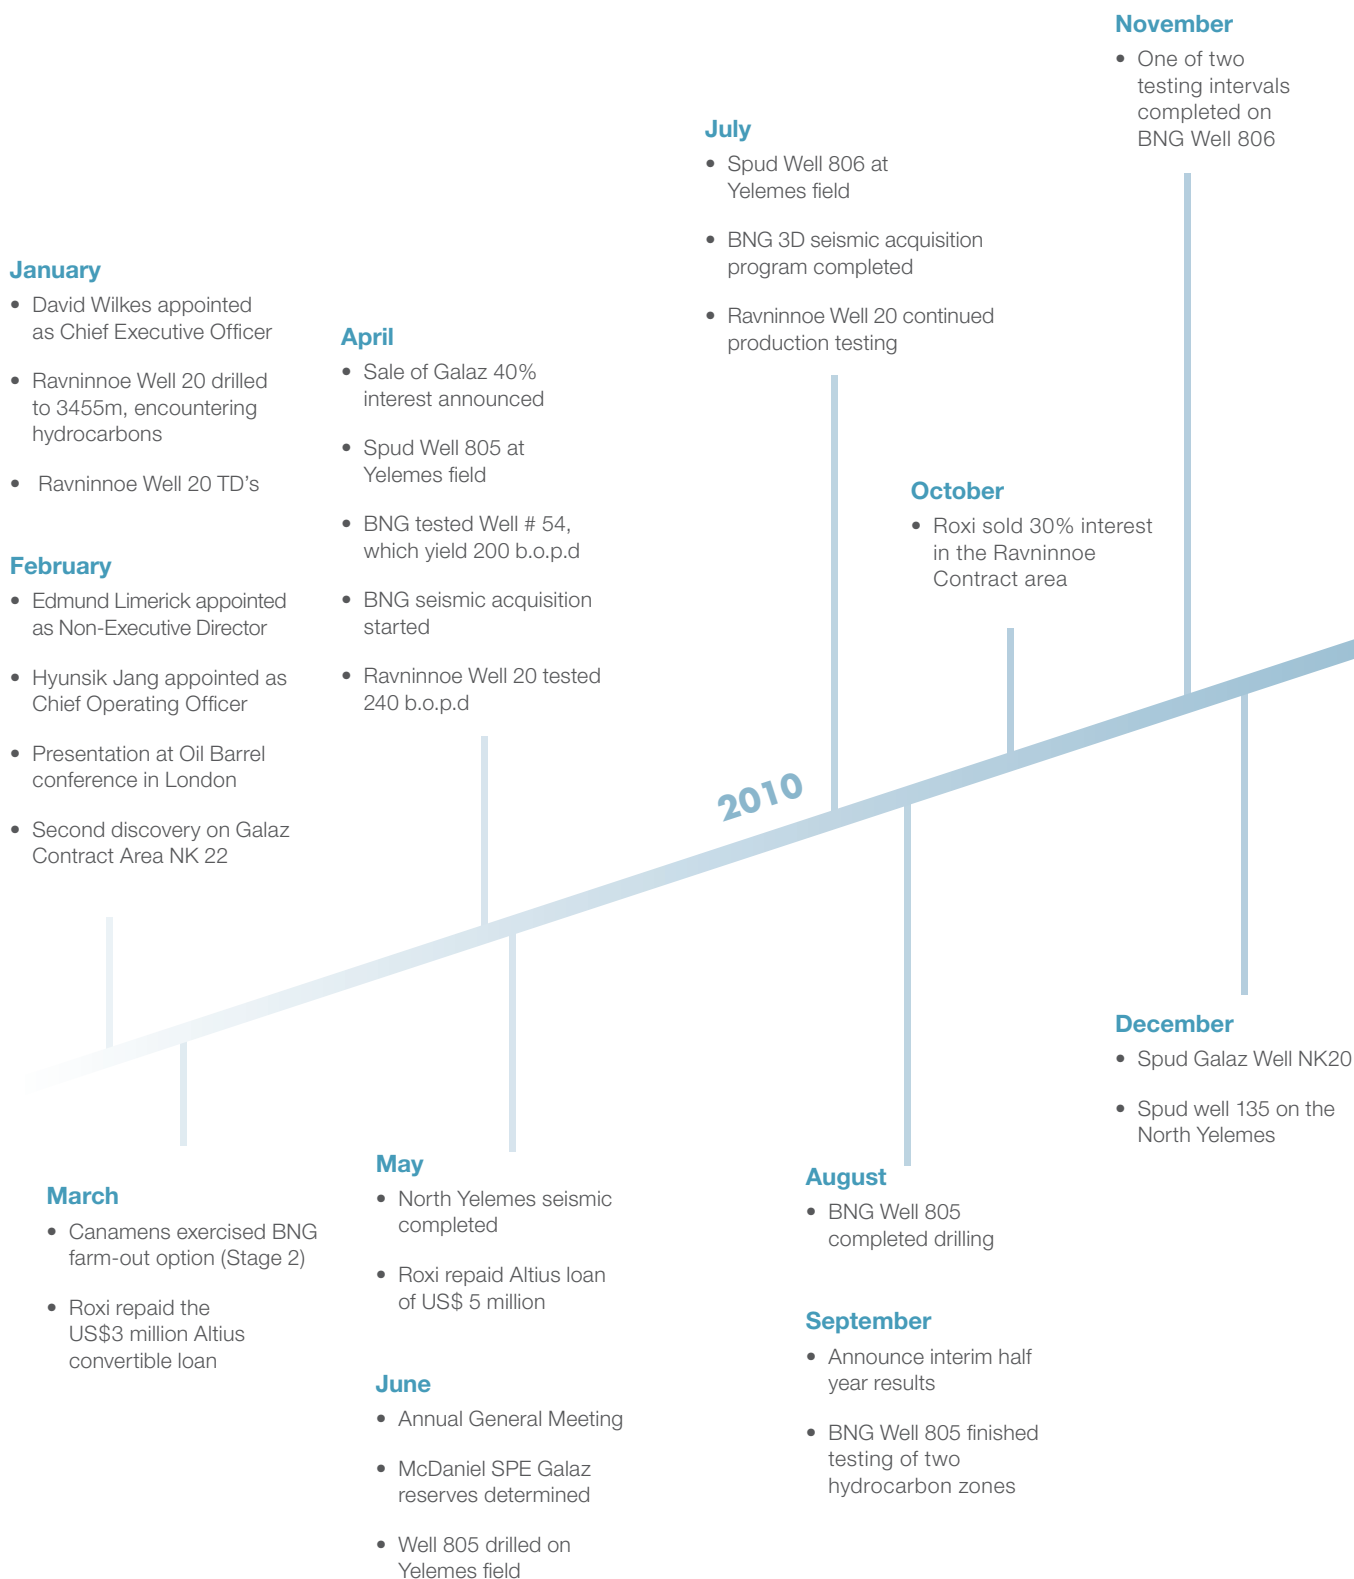 January
• David Wilkes appointed
as Chief Executive Officer
• Ravninnoe Well 20 drilled
to 3455m, encountering
hydrocarbons
• Ravninnoe Well 20 TD's
February
• Edmund Limerick appointed
as Non-Executive Director
• Hyunsik Jang appointed as
Chief Operating Officer
• Presentation at Oil Barrel
conference in London
• Second discovery on Galaz
Contract Area NK 22
March
• Canamens exercised BNG
farm-out option (Stage 2)
• Roxi repaid the
US$3 million Altius
convertible loan
April
• Sale of Galaz 40%
interest announced
• Spud Well 805 at
Yelemes field
• BNG tested Well # 54,
which yield 200 b.o.p.d
• BNG seismic acquisition
started
• Ravninnoe Well 20 tested
240 b.o.p.d
May
• North Yelemes seismic
completed
• Roxi repaid Altius loan
of US$ 5 million
June
• Annual General Meeting
• McDaniel SPE Galaz
reserves determined
• Well 805 drilled on
Yelemes field
2010
July
• Spud Well 806 at
Yelemes field
• BNG 3D seismic acquisition
program completed
• Ravninnoe Well 20 continued
production testing
August
• BNG Well 805
completed drilling
September
• Announce interim half
year results
• BNG Well 805 finished
testing of two
hydrocarbon zones
October
• Roxi sold 30% interest
in the Ravninnoe
Contract area
November
• One of two
testing intervals
completed on
BNG Well 806
December
• Spud Galaz Well NK20
• Spud well 135 on the
North Yelemes